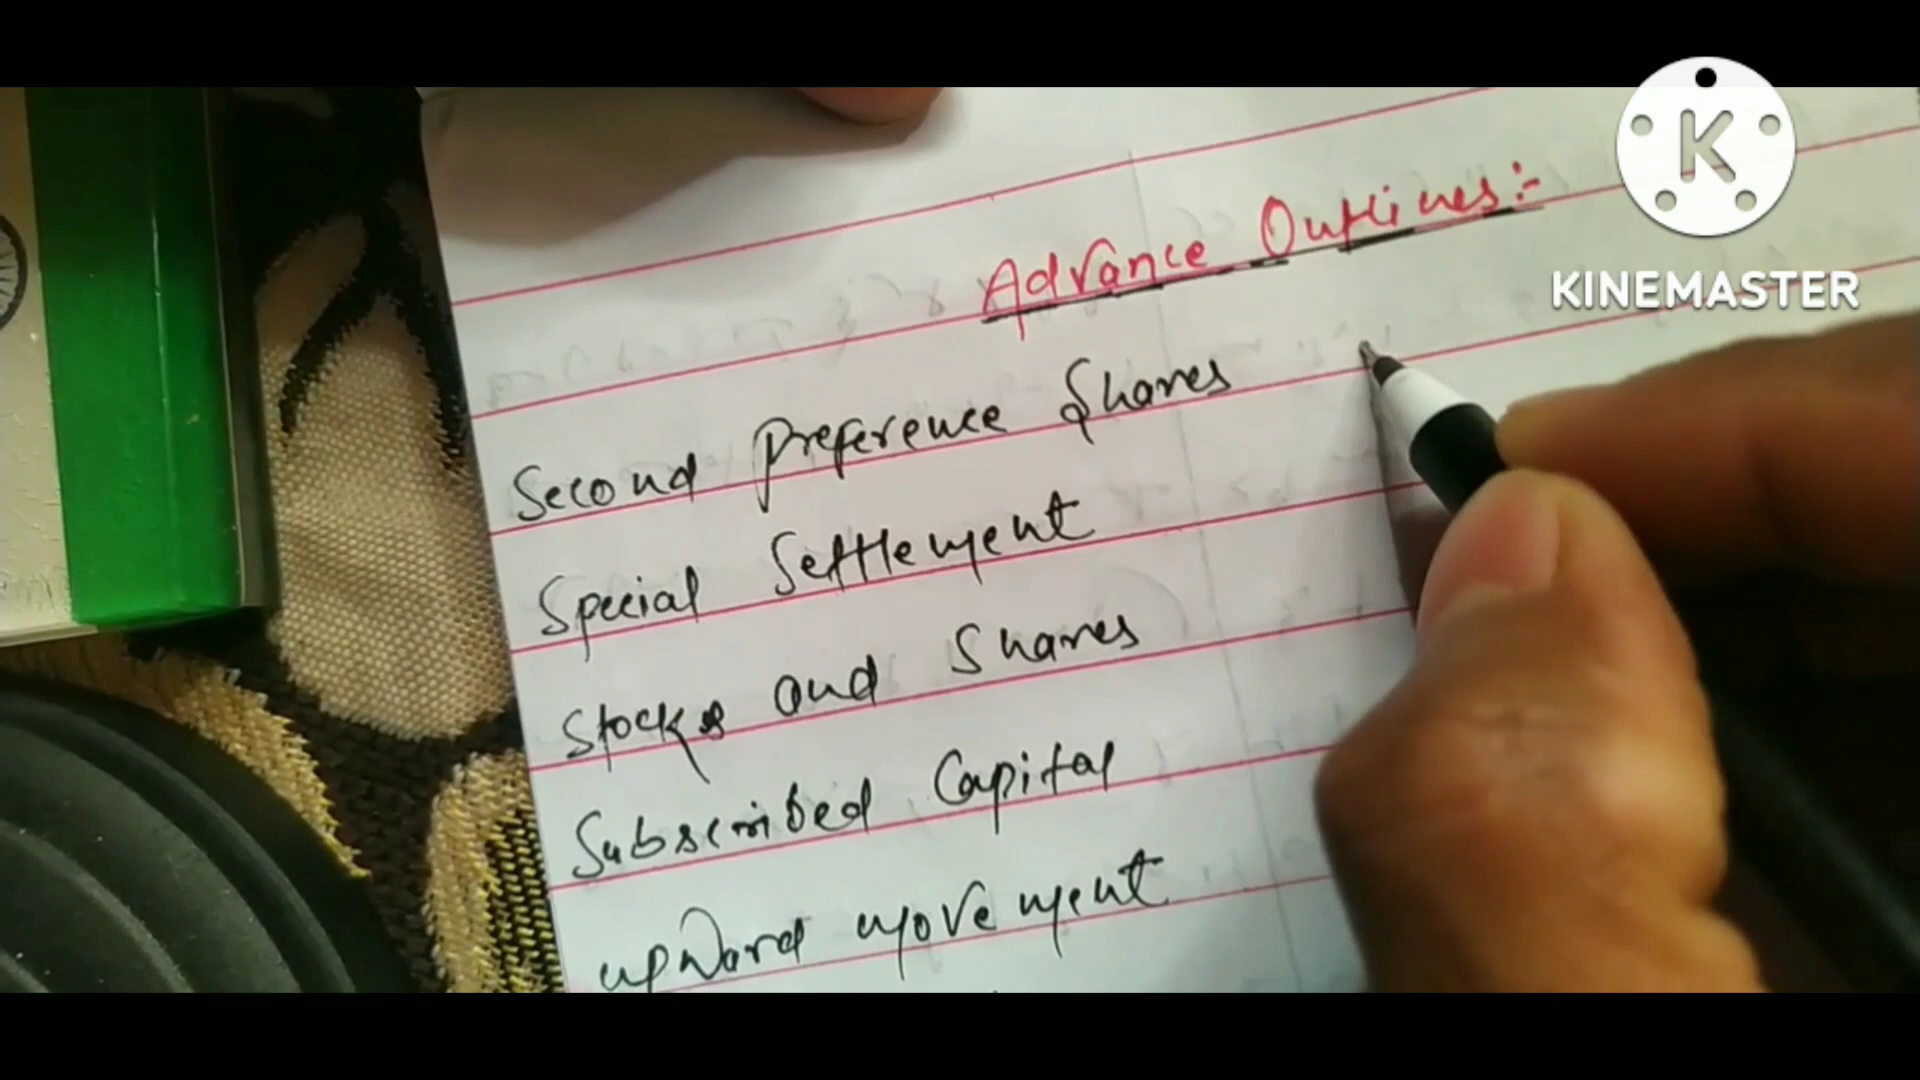 Advance Outlines:-
KINEMASTER
Second Preference Shares
Special Settlement
Stocks and Shares
Subscribed Capital
upward movement